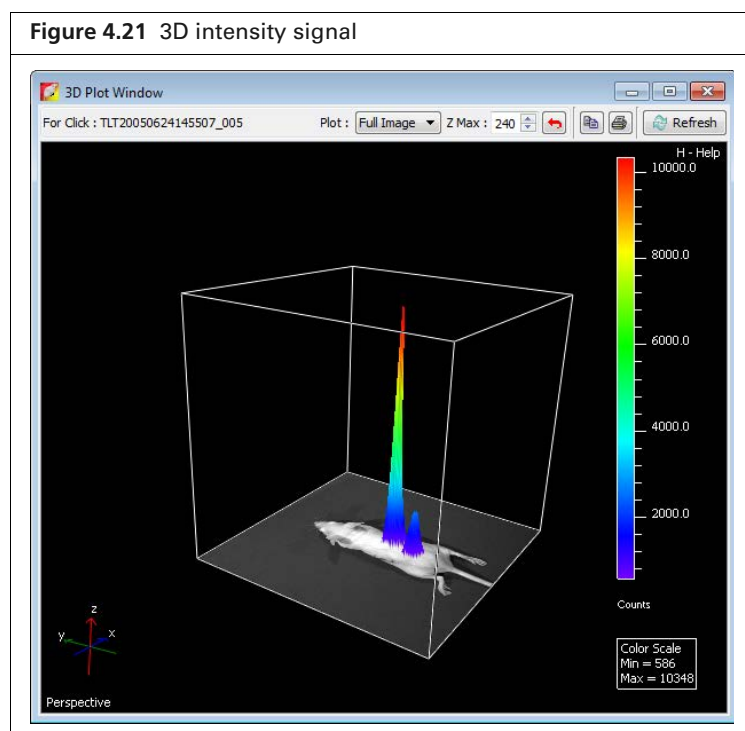 Figure 4.21 3D intensity signal
3D Plot Window
For Click : TLT20050624145507_005 Plot : Full Image Z Max : 240 Refresh
H - Help
10000.0
8000.0
6000.0
4000.0
2000.0
Counts
z
y x
Color Scale
Min = 586
Max = 10348
Perspective